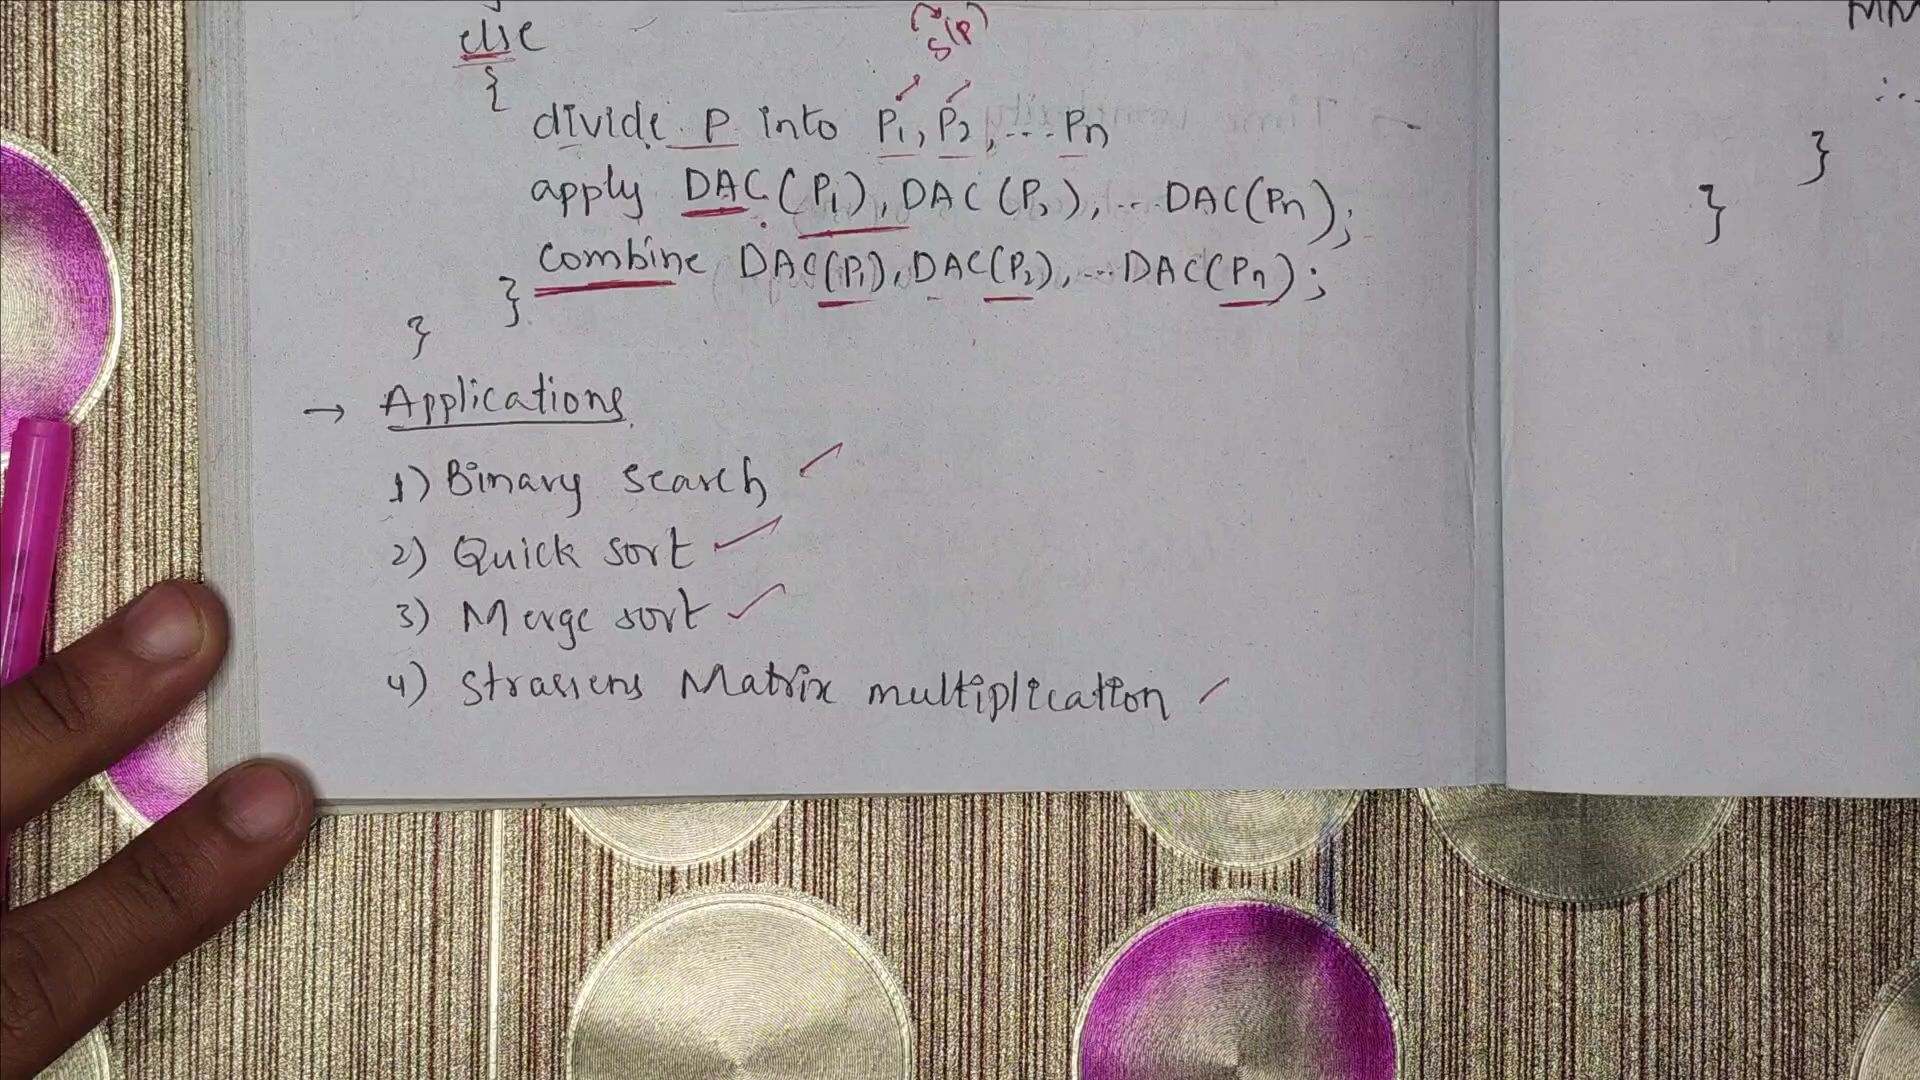 S(P)
else
{
divide P into P1, P2, ... Pn
apply DAC(P1), DAC(P2), ... DAC(Pn);
combine DAC(P1), DAC(P2), ... DAC(Pn);
}
}
→ Applications
1) Binary search
2) Quick sort
3) Merge sort
4) Strassens Matrix multiplication
}
}